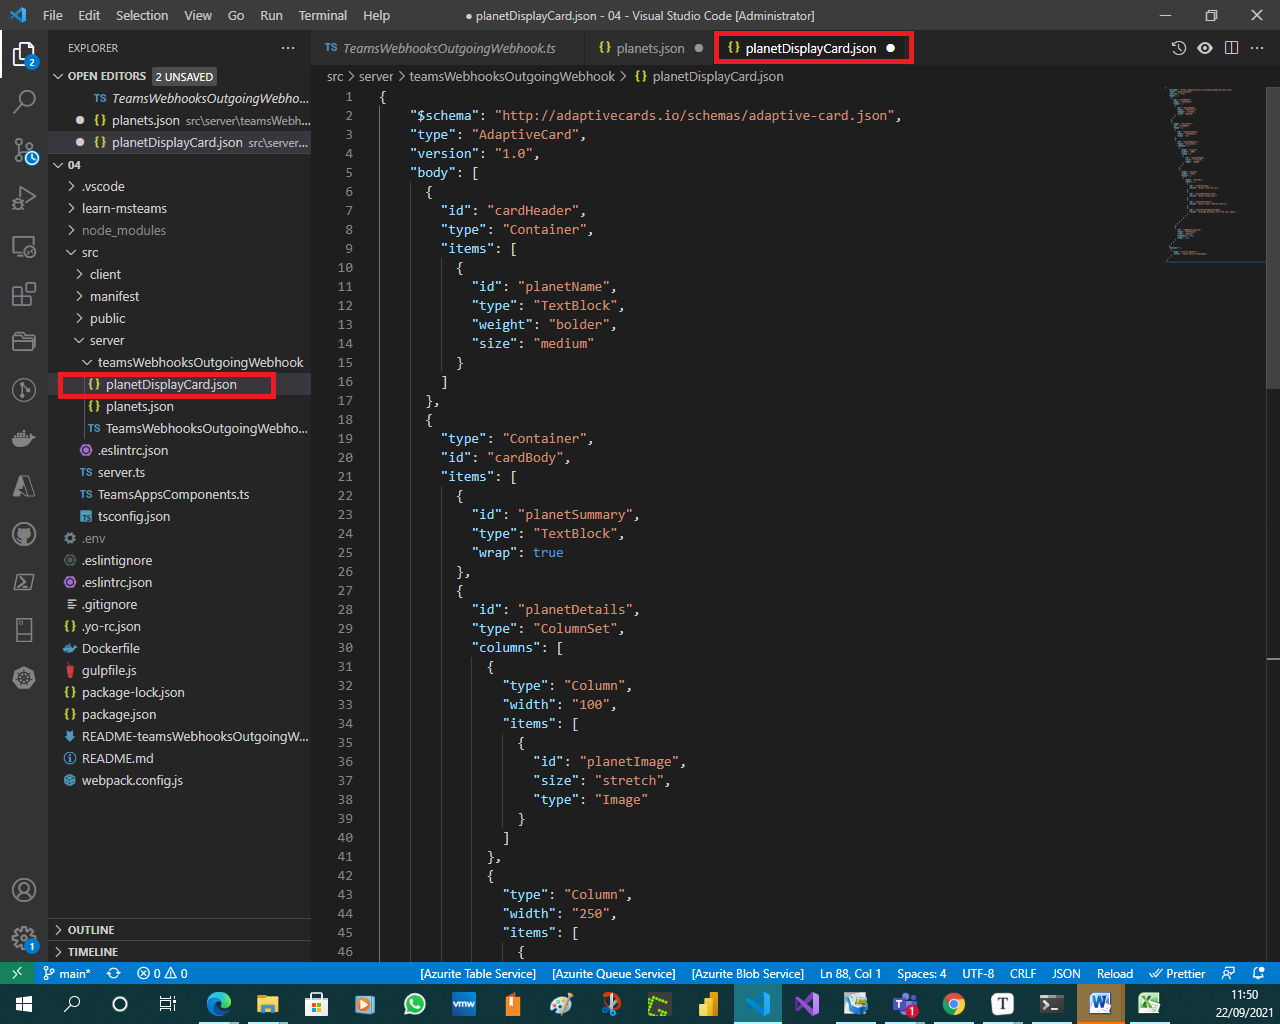 File Edit Selection View Go Run Terminal Help
● planetDisplayCard.json - 04 - Visual Studio Code [Administrator]
EXPLORER
TS TeamsWebhooksOutgoingWebhook.ts
{} planets.json
{} planetDisplayCard.json
OPEN EDITORS 2 UNSAVED
src > server > teamsWebhooksOutgoingWebhook > {} planetDisplayCard.json
TS TeamsWebhooksOutgoingWebho...
{} planets.json src\server\teamsWebh...
{} planetDisplayCard.json src\server...
04
.vscode
learn-msteams
node_modules
src
client
manifest
public
server
teamsWebhooksOutgoingWebhook
{} planetDisplayCard.json
{} planets.json
TS TeamsWebhooksOutgoingWebho...
.eslintrc.json
TS server.ts
TS TeamsAppsComponents.ts
TS tsconfig.json
.env
.eslintignore
.eslintrc.json
.gitignore
{} .yo-rc.json
Dockerfile
gulpfile.js
{} package-lock.json
{} package.json
README-teamsWebhooksOutgoingW...
README.md
webpack.config.js
OUTLINE
TIMELINE
1 {
2 "$schema": "http://adaptivecards.io/schemas/adaptive-card.json",
3 "type": "AdaptiveCard",
4 "version": "1.0",
5 "body": [
6 {
7 "id": "cardHeader",
8 "type": "Container",
9 "items": [
10 {
11 "id": "planetName",
12 "type": "TextBlock",
13 "weight": "bolder",
14 "size": "medium"
15 }
16 ]
17 },
18 {
19 "type": "Container",
20 "id": "cardBody",
21 "items": [
22 {
23 "id": "planetSummary",
24 "type": "TextBlock",
25 "wrap": true
26 },
27 {
28 "id": "planetDetails",
29 "type": "ColumnSet",
30 "columns": [
31 {
32 "type": "Column",
33 "width": "100",
34 "items": [
35 {
36 "id": "planetImage",
37 "size": "stretch",
38 "type": "Image"
39 }
40 ]
41 },
42 {
43 "type": "Column",
44 "width": "250",
45 "items": [
46 {
2
1
main* 0 0 [Azurite Table Service] [Azurite Queue Service] [Azurite Blob Service] Ln 88, Col 1 Spaces: 4 UTF-8 CRLF JSON Reload Prettier
vmw
T
1
11:50
22/09/2021